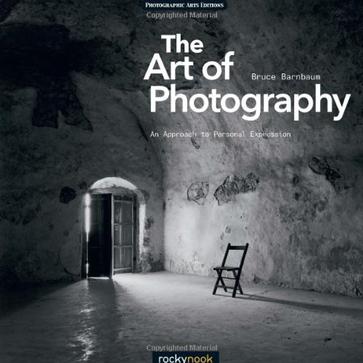 PHOTOGRAPHIC ARTS EDITIONS
Copyrighted Material
The
Art of
Bruce Barnbaum
Photography
An Approach to Personal Expression
Copyrighted Material
rockynook